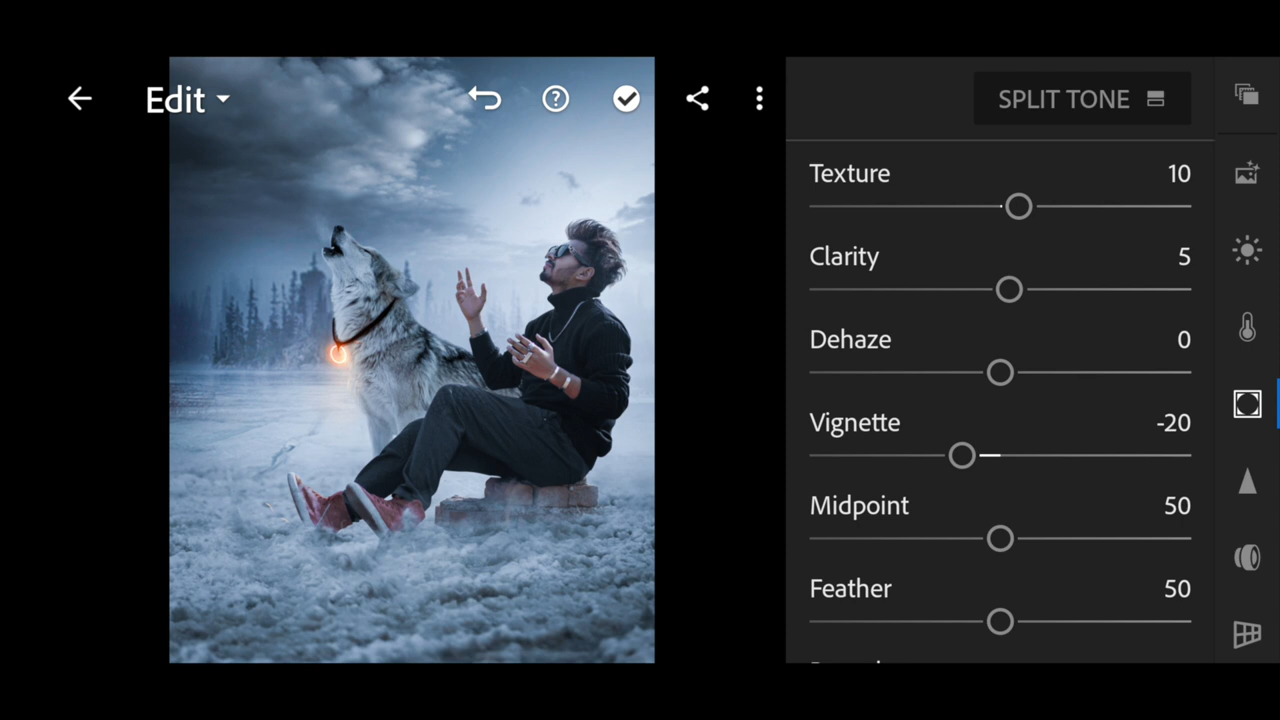 Edit
SPLIT TONE
Texture 10
Clarity 5
Dehaze 0
Vignette -20
Midpoint 50
Feather 50